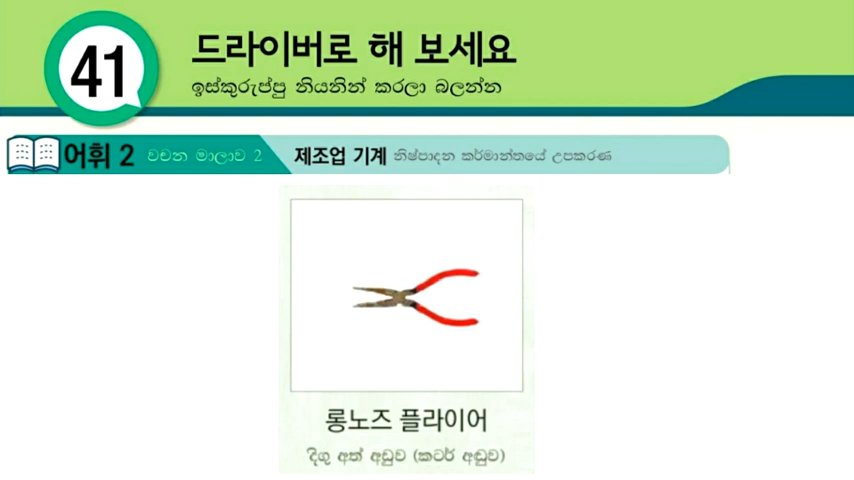 41
드라이버로 해 보세요
ඉස්කුරුප්පු නියනින් කරලා බලන්න
어휘 2 වචන මාලාව 2 제조업 기계 නිෂ්පාදන කර්මාන්තයේ උපකරණ
롱노즈 플라이어
දිගු අත් අඩුව (කටර් අඬුව)